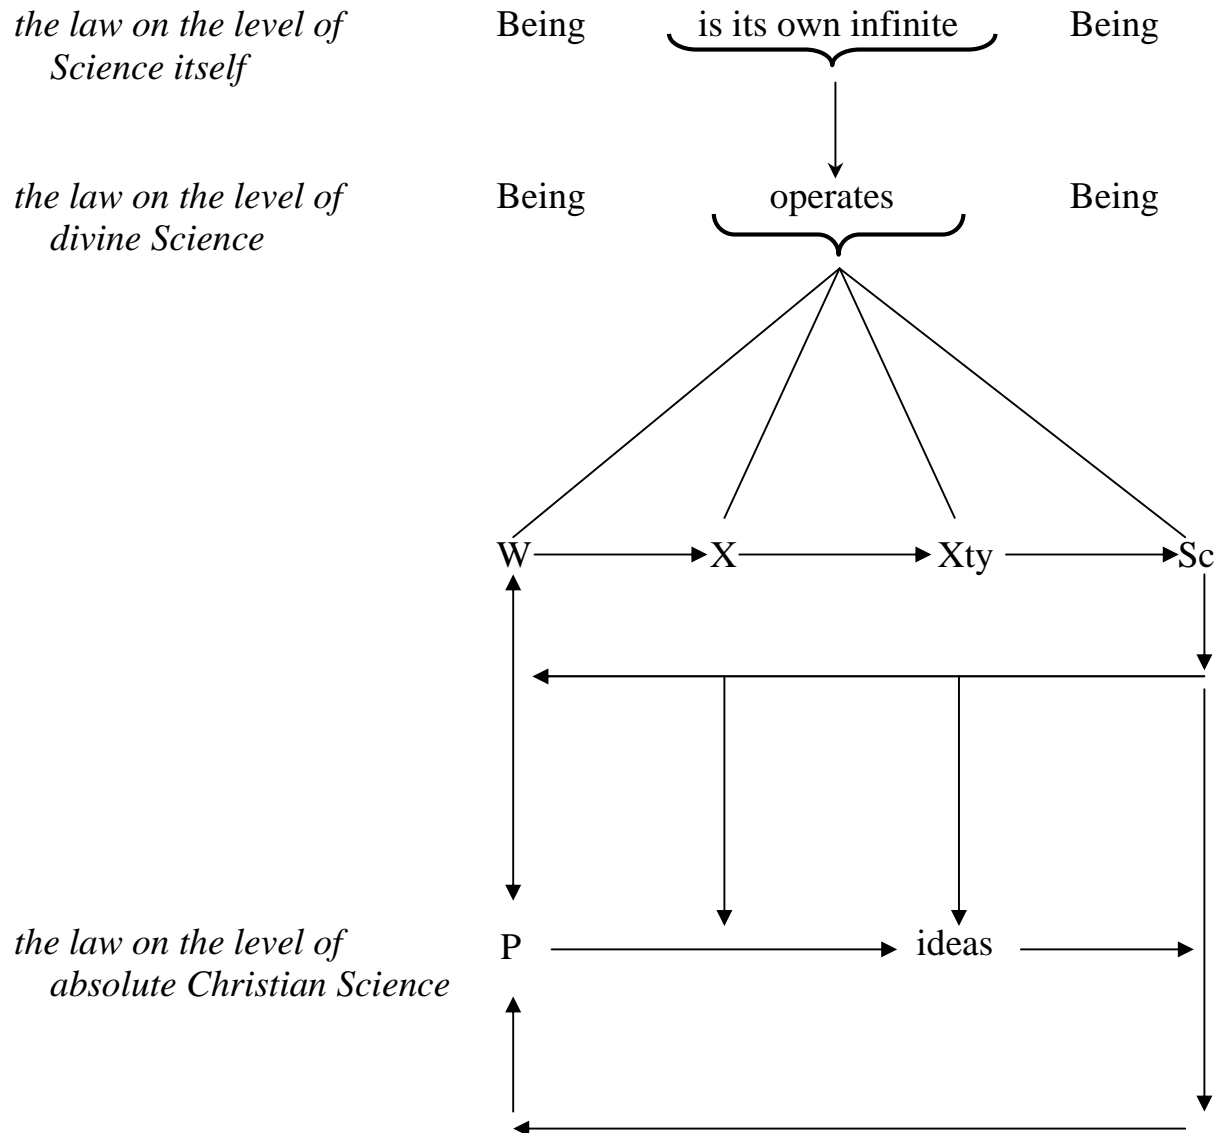 the law on the level of Being is its own infinite Being
Science itself
the law on the level of Being operates Being
divine Science
W X Xty Sc
the law on the level of P ideas
absolute Christian Science